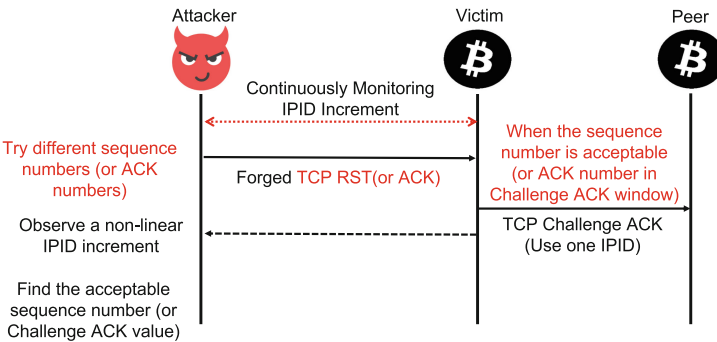 Attacker
Victim
Peer
Continuously Monitoring
IPID Increment
Try different sequence
numbers (or ACK
numbers)
Forged TCP RST(or ACK)
When the sequence
number is acceptable
(or ACK number in
Challenge ACK window)
TCP Challenge ACK
(Use one IPID)
Observe a non-linear
IPID increment
Find the acceptable
sequence number (or
Challenge ACK value)